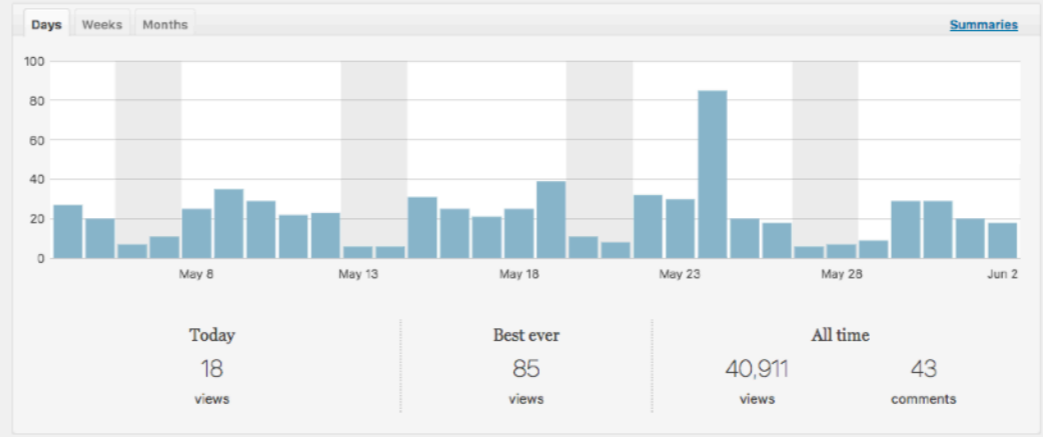 Days Weeks Months Summaries
100
80
60
40
20
0
May 8 May 13 May 18 May 23 May 28 Jun 2
Today Best ever All time
18 85 40,911 43
views views views comments